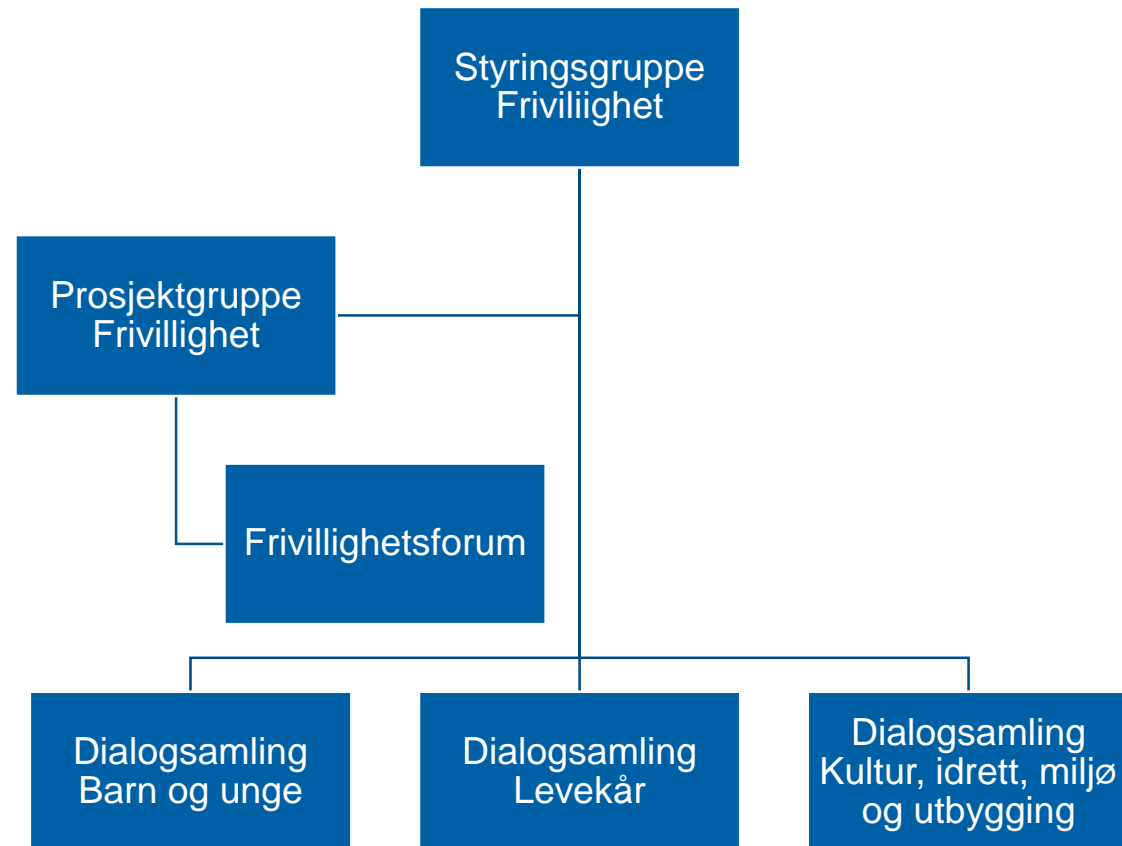 Styringsgruppe
Friviliighet
Prosjektgruppe
Frivillighet
Frivillighetsforum
Dialogsamling
Barn og unge
Dialogsamling
Levekår
Dialogsamling
Kultur, idrett, miljø
og utbygging